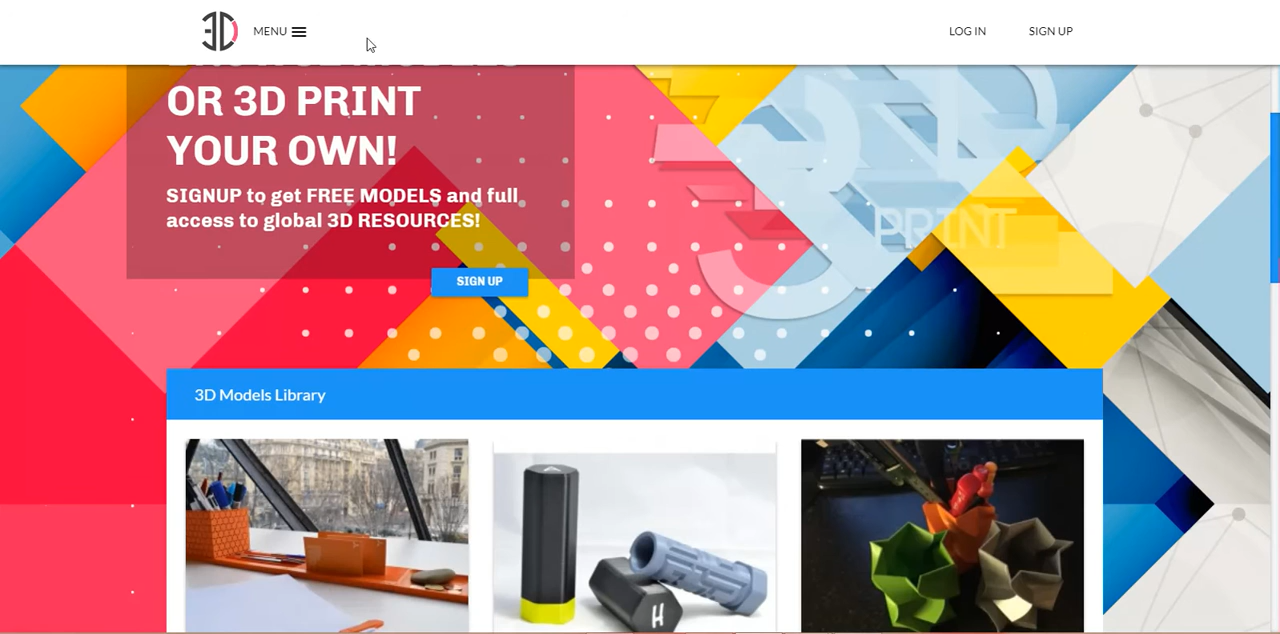 3D
MENU
LOG IN
SIGN UP
OR 3D PRINT
YOUR OWN!
SIGNUP to get FREE MODELS and full
access to global 3D RESOURCES!
SIGN UP
3D
PRINT
3D Models Library
H